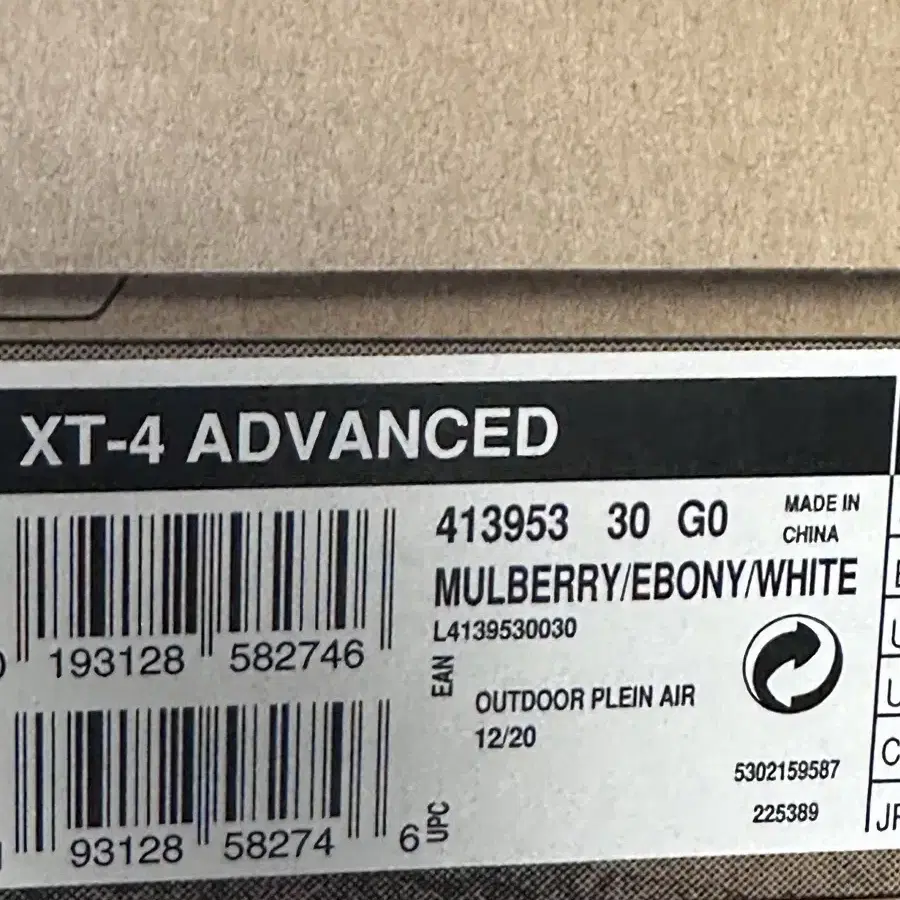 XT-4 ADVANCED
413953 30 G0
MADE IN
CHINA
MULBERRY/EBONY/WHITE
L4139530030
193128 582746
EAN
OUTDOOR PLEIN AIR
12/20
5302159587
225389
93128 58274 6
UPC